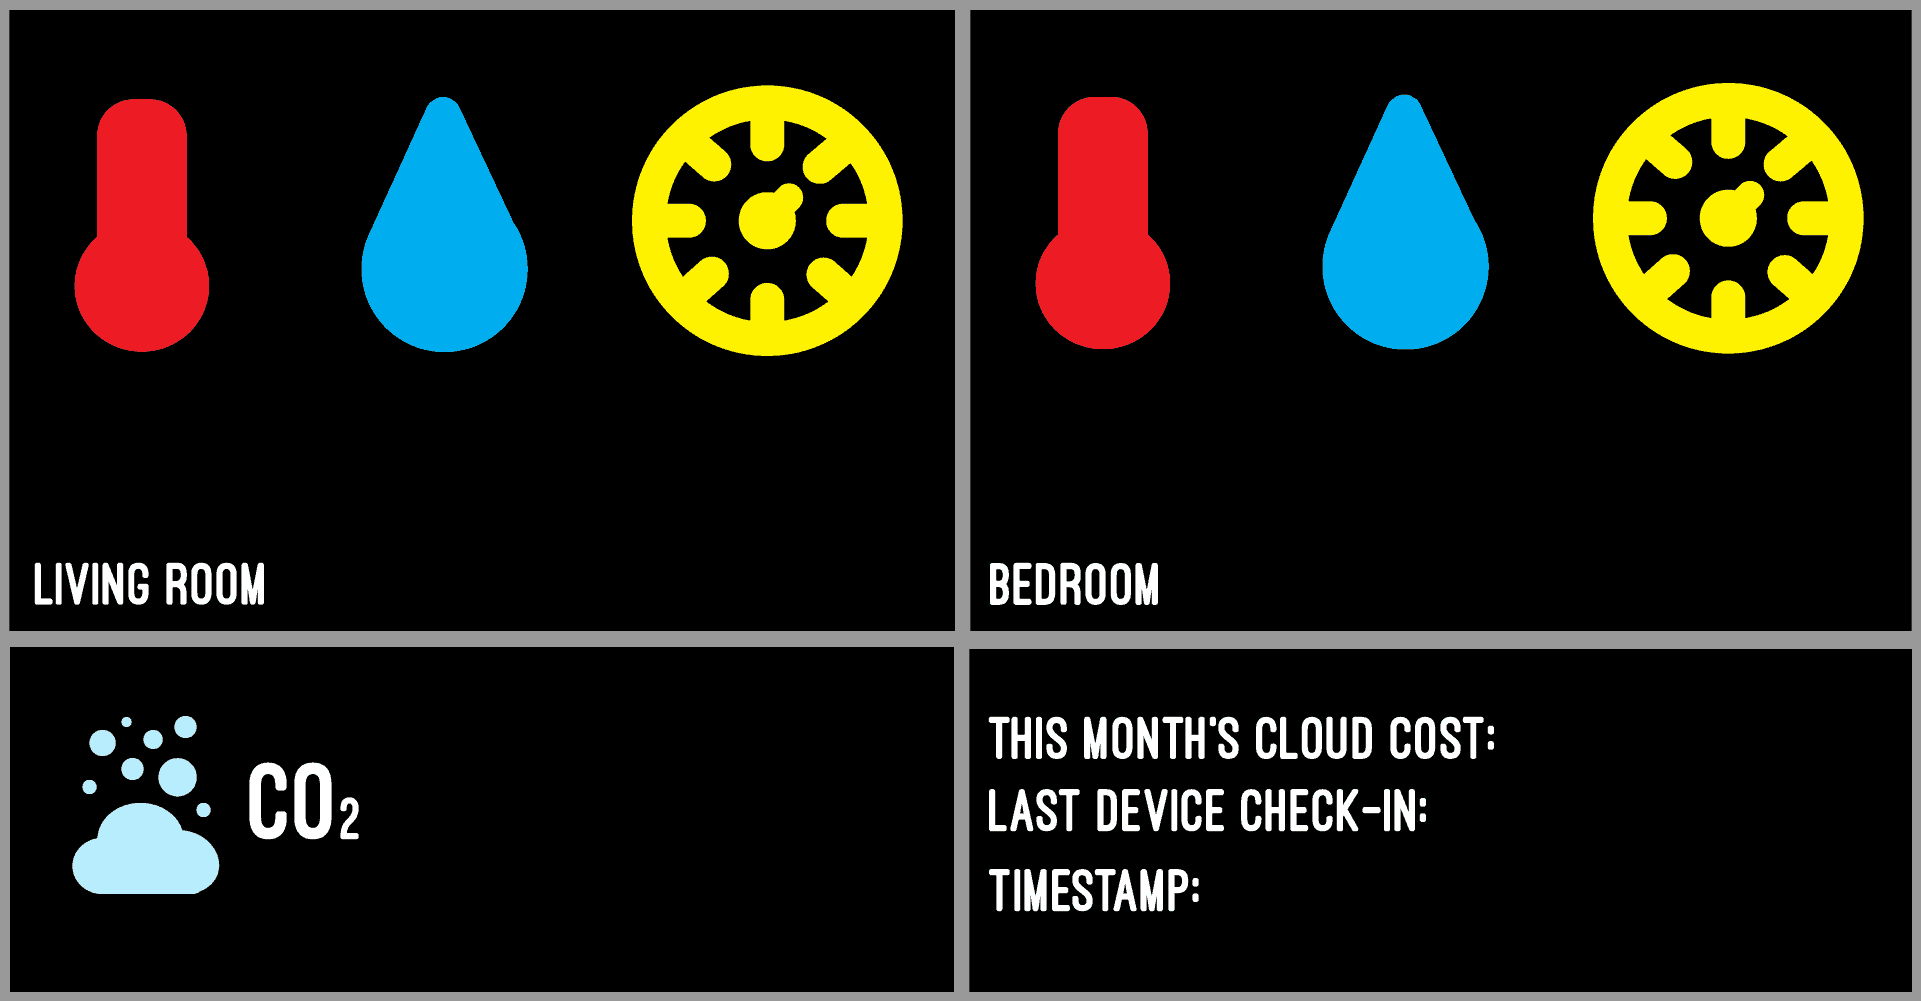 LIVING ROOM
BEDROOM
CO₂
THIS MONTH'S CLOUD COST:
LAST DEVICE CHECK-IN:
TIMESTAMP: